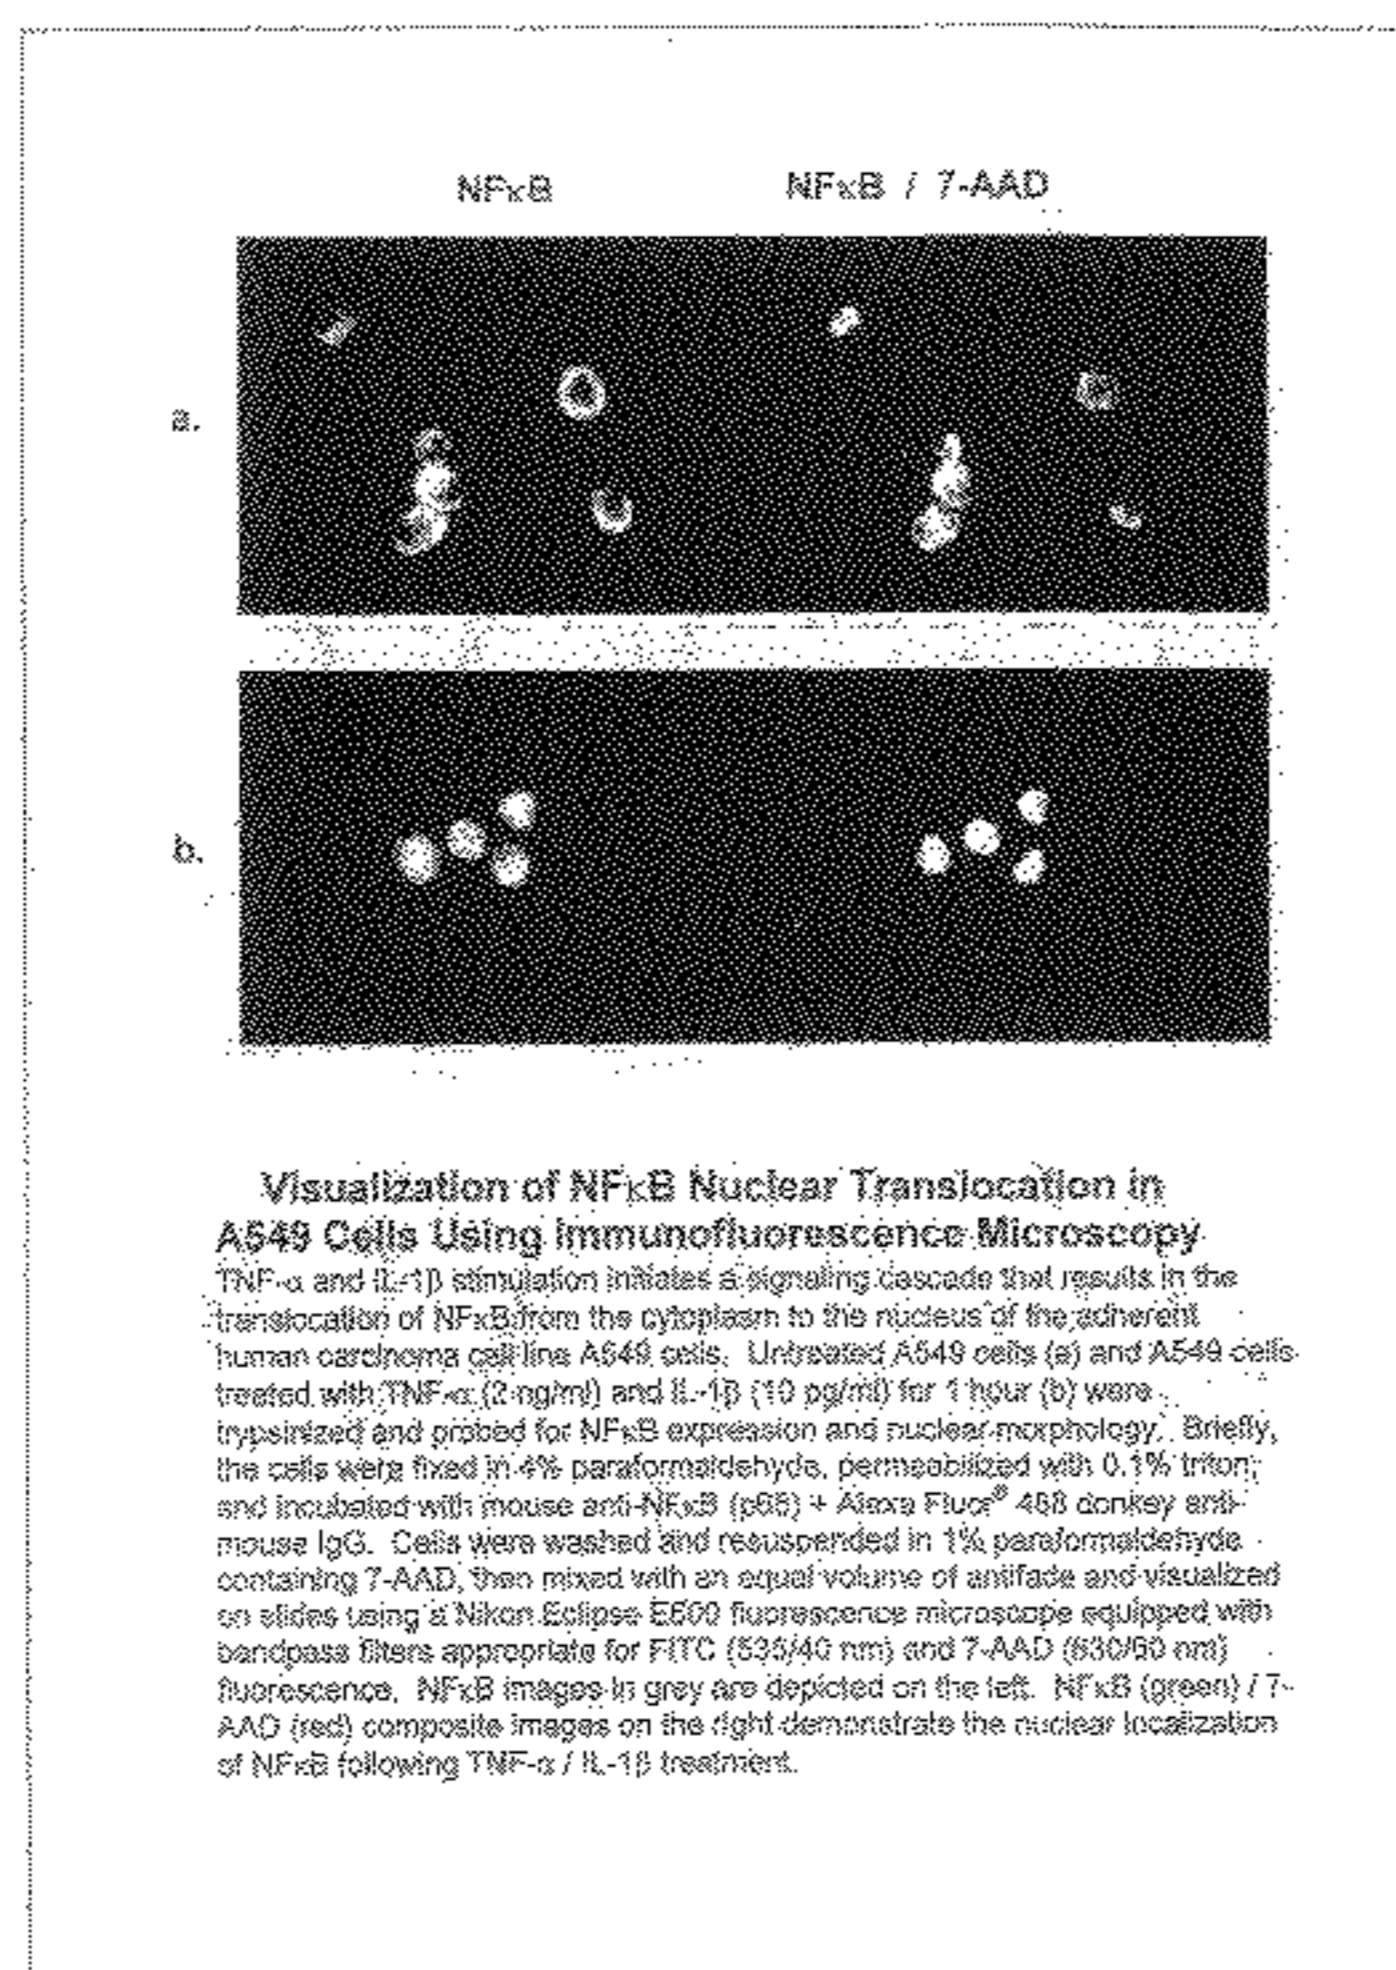 NFκB
NFκB / 7-AAD
a.
b.
Visualization of NFκB Nuclear Translocation in
A549 Cells Using Immunofluorescence Microscopy
TNF-α and IL-1β stimulation initiates a signaling cascade that results in the
translocation of NFκB from the cytoplasm to the nucleus of the adherent
human carcinoma cell line A549 cells. Untreated A549 cells (a) and A549 cells
treated with TNF-α (2 ng/ml) and IL-1β (10 pg/ml) for 1 hour (b) were
trypsinized and probed for NFκB expression and nuclear morphology. Briefly,
the cells were fixed in 4% paraformaldehyde, permeabilized with 0.1% triton,
and incubated with mouse anti-NFκB (p65) + Alexa Fluor® 488 donkey anti-
mouse IgG. Cells were washed and resuspended in 1% paraformaldehyde
containing 7-AAD, then mixed with an equal volume of antifade and visualized
on slides using a Nikon Eclipse E600 fluorescence microscope equipped with
bandpass filters appropriate for FITC (535/40 nm) and 7-AAD (630/60 nm)
fluorescence. NFκB images in grey are depicted on the left. NFκB (green) / 7-
AAD (red) composite images on the right demonstrate the nuclear localization
of NFκB following TNF-α / IL-1β treatment.